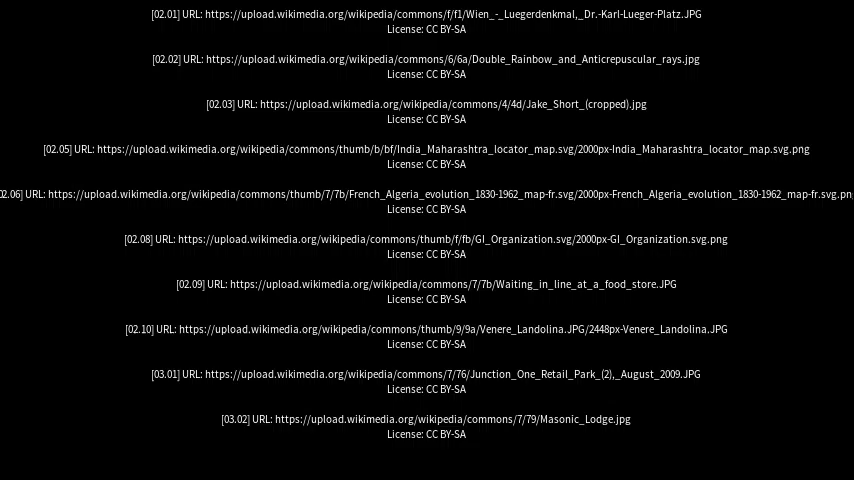 [02.01] URL: https://upload.wikimedia.org/wikipedia/commons/f/f1/Wien_-_Luegerdenkmal,_Dr.-Karl-Lueger-Platz.JPG
License: CC BY-SA
[02.02] URL: https://upload.wikimedia.org/wikipedia/commons/6/6a/Double_Rainbow_and_Anticrepuscular_rays.jpg
License: CC BY-SA
[02.03] URL: https://upload.wikimedia.org/wikipedia/commons/4/4d/Jake_Short_(cropped).jpg
License: CC BY-SA
[02.05] URL: https://upload.wikimedia.org/wikipedia/commons/thumb/b/bf/India_Maharashtra_locator_map.svg/2000px-India_Maharashtra_locator_map.svg.png
License: CC BY-SA
02.06] URL: https://upload.wikimedia.org/wikipedia/commons/thumb/7/7b/French_Algeria_evolution_1830-1962_map-fr.svg/2000px-French_Algeria_evolution_1830-1962_map-fr.svg.pn
License: CC BY-SA
[02.08] URL: https://upload.wikimedia.org/wikipedia/commons/thumb/f/fb/GI_Organization.svg/2000px-GI_Organization.svg.png
License: CC BY-SA
[02.09] URL: https://upload.wikimedia.org/wikipedia/commons/7/7b/Waiting_in_line_at_a_food_store.JPG
License: CC BY-SA
[02.10] URL: https://upload.wikimedia.org/wikipedia/commons/thumb/9/9a/Venere_Landolina.JPG/2448px-Venere_Landolina.JPG
License: CC BY-SA
[03.01] URL: https://upload.wikimedia.org/wikipedia/commons/7/76/Junction_One_Retail_Park_(2),_August_2009.JPG
License: CC BY-SA
[03.02] URL: https://upload.wikimedia.org/wikipedia/commons/7/79/Masonic_Lodge.jpg
License: CC BY-SA